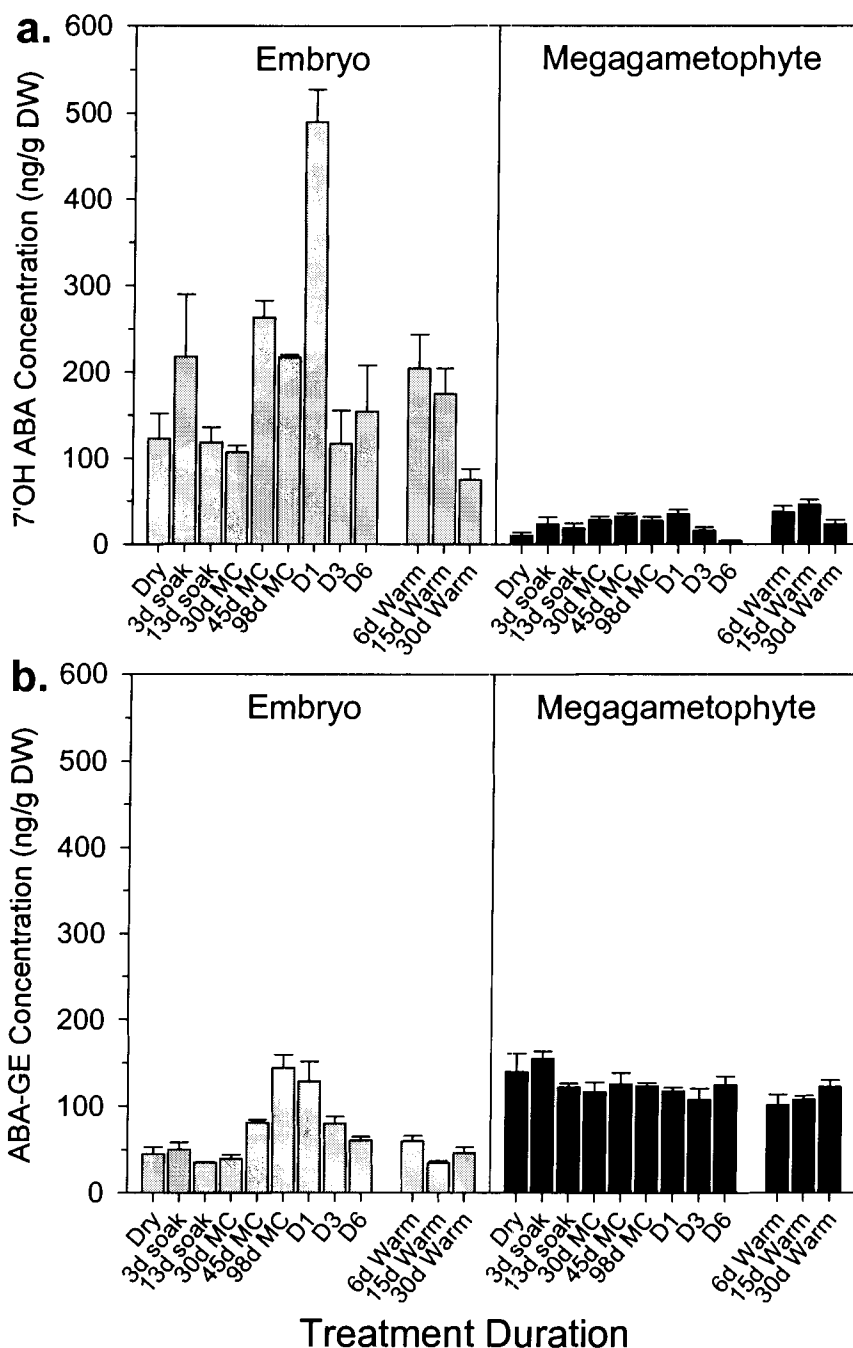 a.
600
500
400
300
200
100
0
7'OH ABA Concentration (ng/g DW)
Embryo
Megagametophyte
Dry
3d soak
13d soak
30d MC
45d MC
98d MC
D1
D3
D6
6d Warm
15d Warm
30d Warm
Dry
3d soak
13d soak
30d MC
45d MC
98d MC
D1
D3
D6
6d Warm
15d Warm
30d Warm
b.
600
500
400
300
200
100
0
ABA-GE Concentration (ng/g DW)
Embryo
Megagametophyte
Dry
3d soak
13d soak
30d MC
45d MC
98d MC
D1
D3
D6
6d Warm
15d Warm
30d Warm
Dry
3d soak
13d soak
30d MC
45d MC
98d MC
D1
D3
D6
6d Warm
15d Warm
30d Warm
Treatment Duration